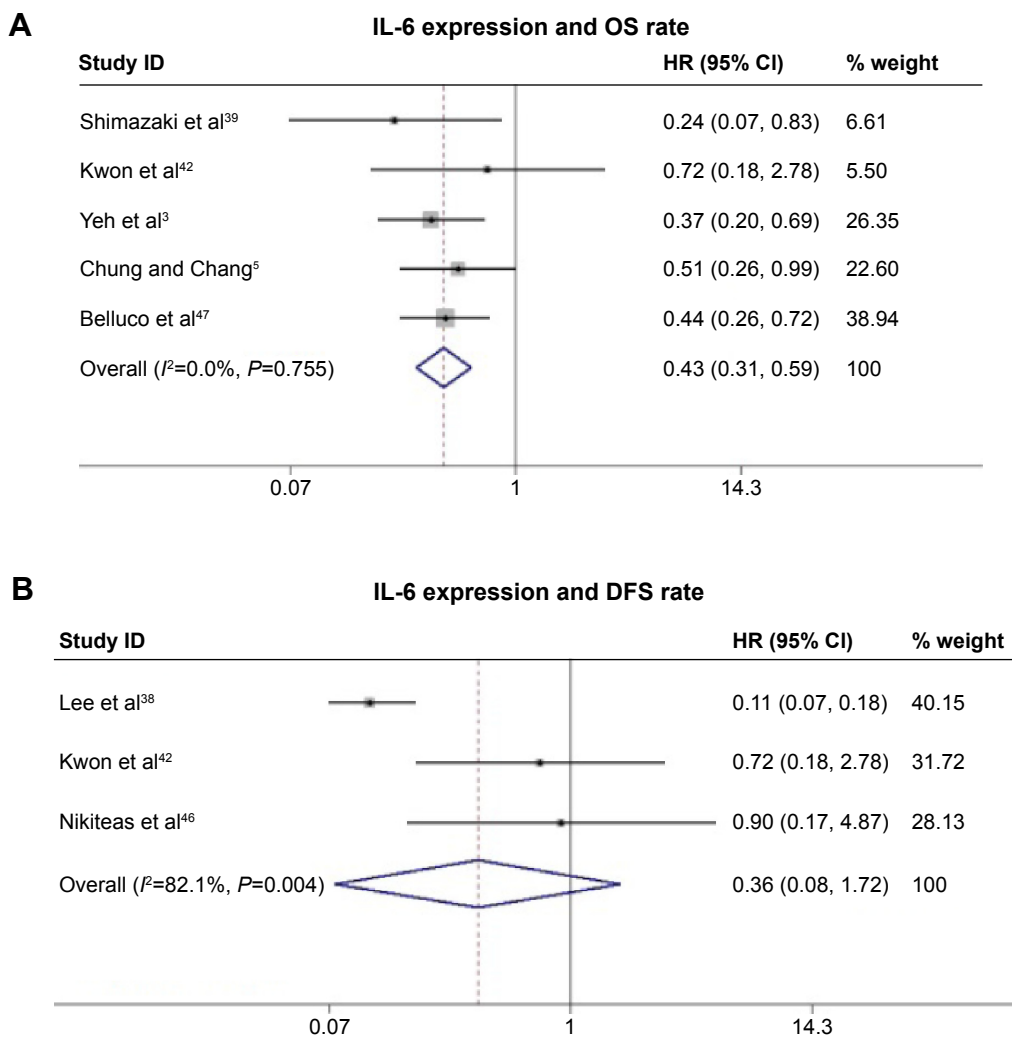 A
IL-6 expression and OS rate
Study ID HR (95% CI) % weight
Shimazaki et al³⁹ 0.24 (0.07, 0.83) 6.61
Kwon et al⁴² 0.72 (0.18, 2.78) 5.50
Yeh et al³ 0.37 (0.20, 0.69) 26.35
Chung and Chang⁵ 0.51 (0.26, 0.99) 22.60
Belluco et al⁴⁷ 0.44 (0.26, 0.72) 38.94
Overall (I²=0.0%, P=0.755) 0.43 (0.31, 0.59) 100
0.07 1 14.3
B
IL-6 expression and DFS rate
Study ID HR (95% CI) % weight
Lee et al³⁸ 0.11 (0.07, 0.18) 40.15
Kwon et al⁴² 0.72 (0.18, 2.78) 31.72
Nikiteas et al⁴⁶ 0.90 (0.17, 4.87) 28.13
Overall (I²=82.1%, P=0.004) 0.36 (0.08, 1.72) 100
0.07 1 14.3